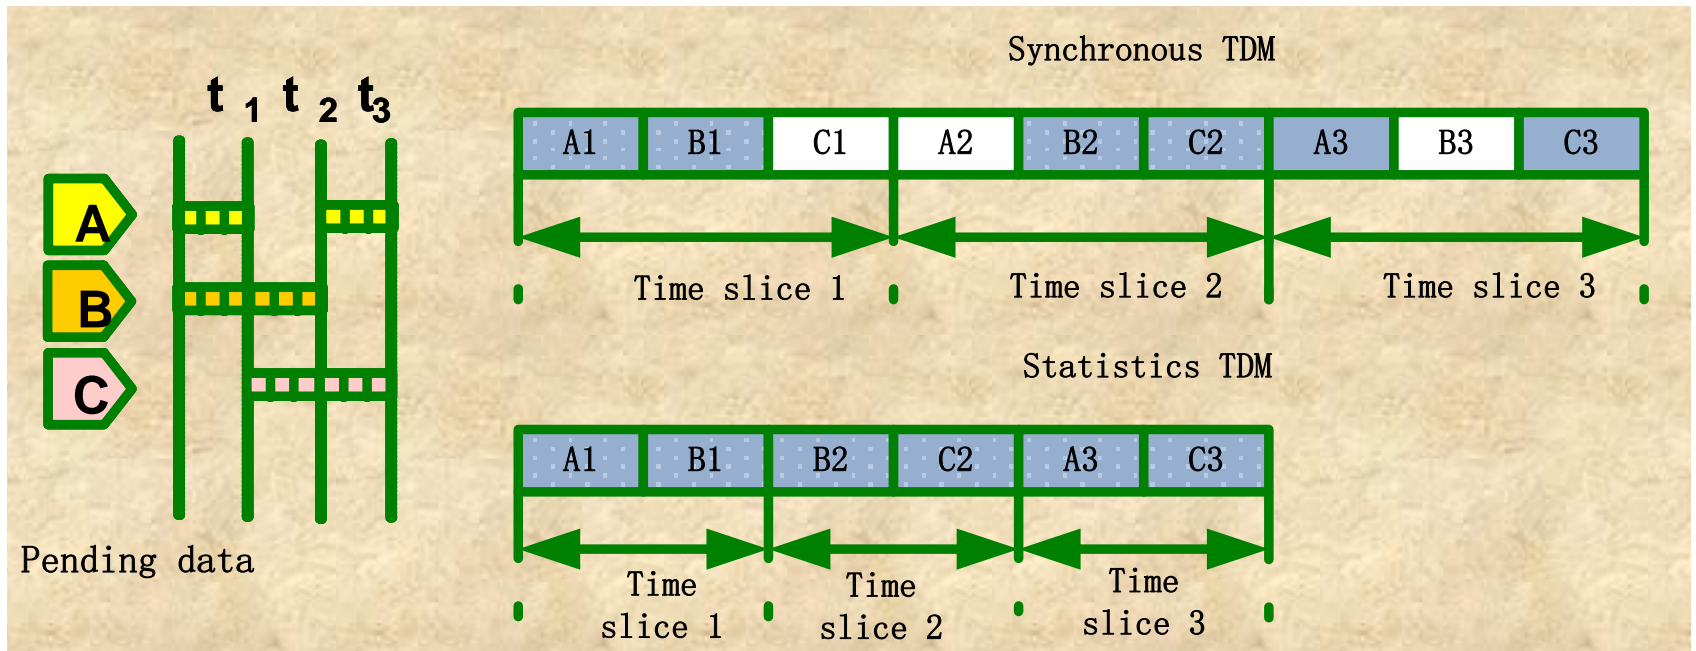 Synchronous TDM
t 1 t 2 t3
A1 B1 C1 A2 B2 C2 A3 B3 C3
A
Time slice 1 Time slice 2 Time slice 3
B
Statistics TDM
C
A1 B1 B2 C2 A3 C3
Pending data
Time
slice 1
Time
slice 2
Time
slice 3